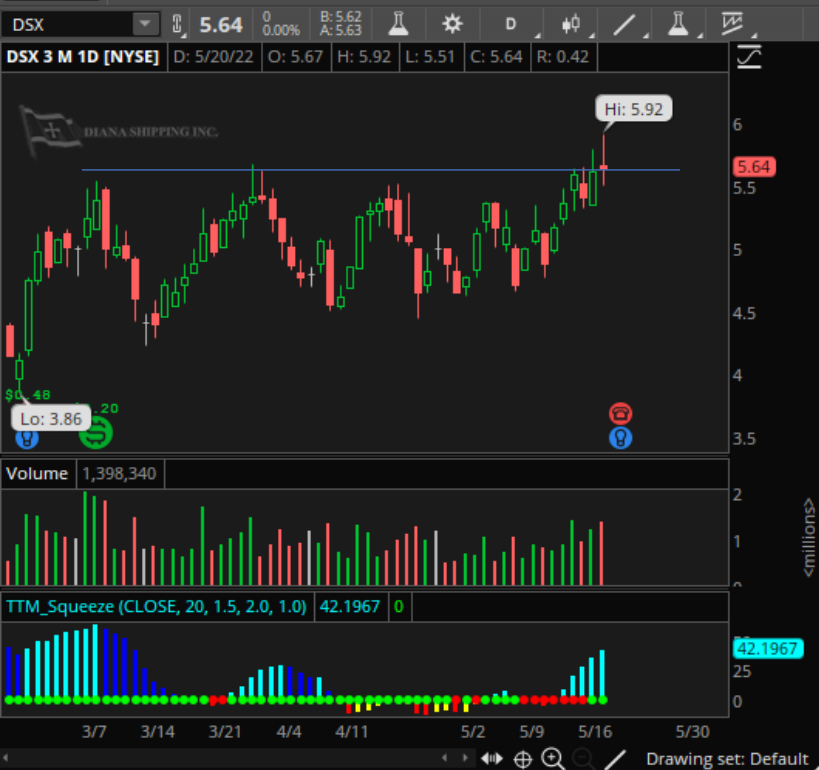 DSX
5.64
0
0.00%
B: 5.62
A: 5.63
D
DSX 3 M 1D [NYSE] D: 5/20/22 O: 5.67 H: 5.92 L: 5.51 C: 5.64 R: 0.42
Hi: 5.92
DIANA SHIPPING INC.
6
5.64
5.5
5
4.5
4
3.5
$0.48
.20
Lo: 3.86
Volume 1,398,340
2
1
0
<millions>
TTM_Squeeze (CLOSE, 20, 1.5, 2.0, 1.0) 42.1967 0
42.1967
25
0
3/7 3/14 3/21 4/4 4/11 5/2 5/9 5/16 5/30
Drawing set: Default